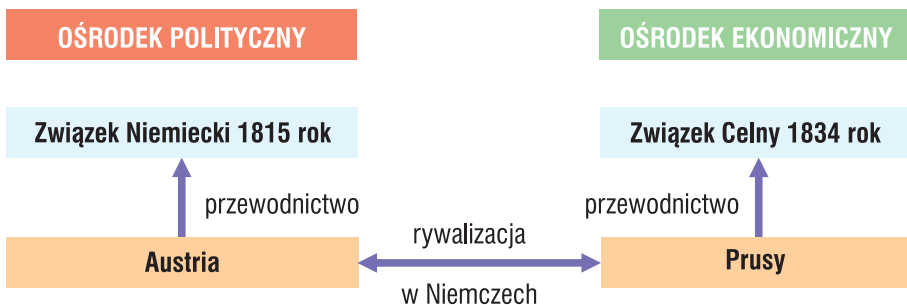 OŚRODEK POLITYCZNY
OŚRODEK EKONOMICZNY
Związek Niemiecki 1815 rok
Związek Celny 1834 rok
przewodnictwo
przewodnictwo
rywalizacja
Austria
Prusy
w Niemczech